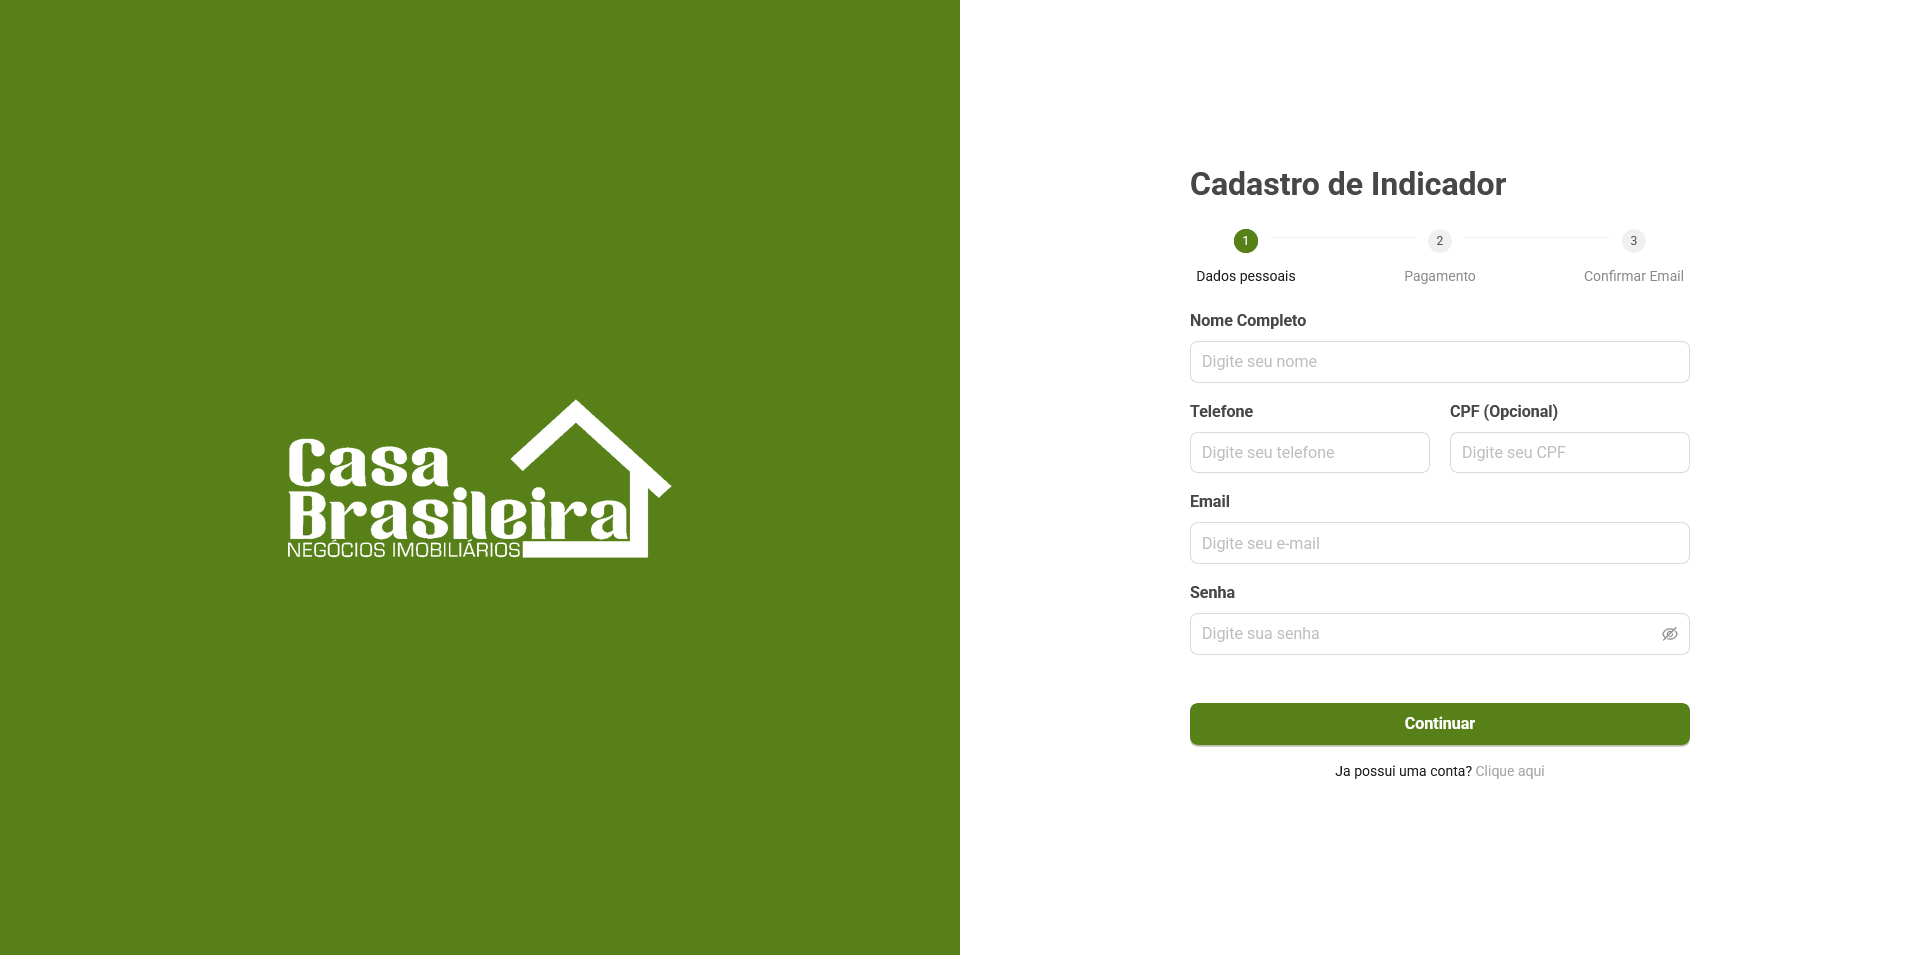 Casa
Brasileira
NEGÓCIOS IMOBILIÁRIOS
Cadastro de Indicador
1 2 3
Dados pessoais Pagamento Confirmar Email
Nome Completo
Digite seu nome
Telefone CPF (Opcional)
Digite seu telefone Digite seu CPF
Email
Digite seu e-mail
Senha
Digite sua senha
Continuar
Ja possui uma conta? Clique aqui